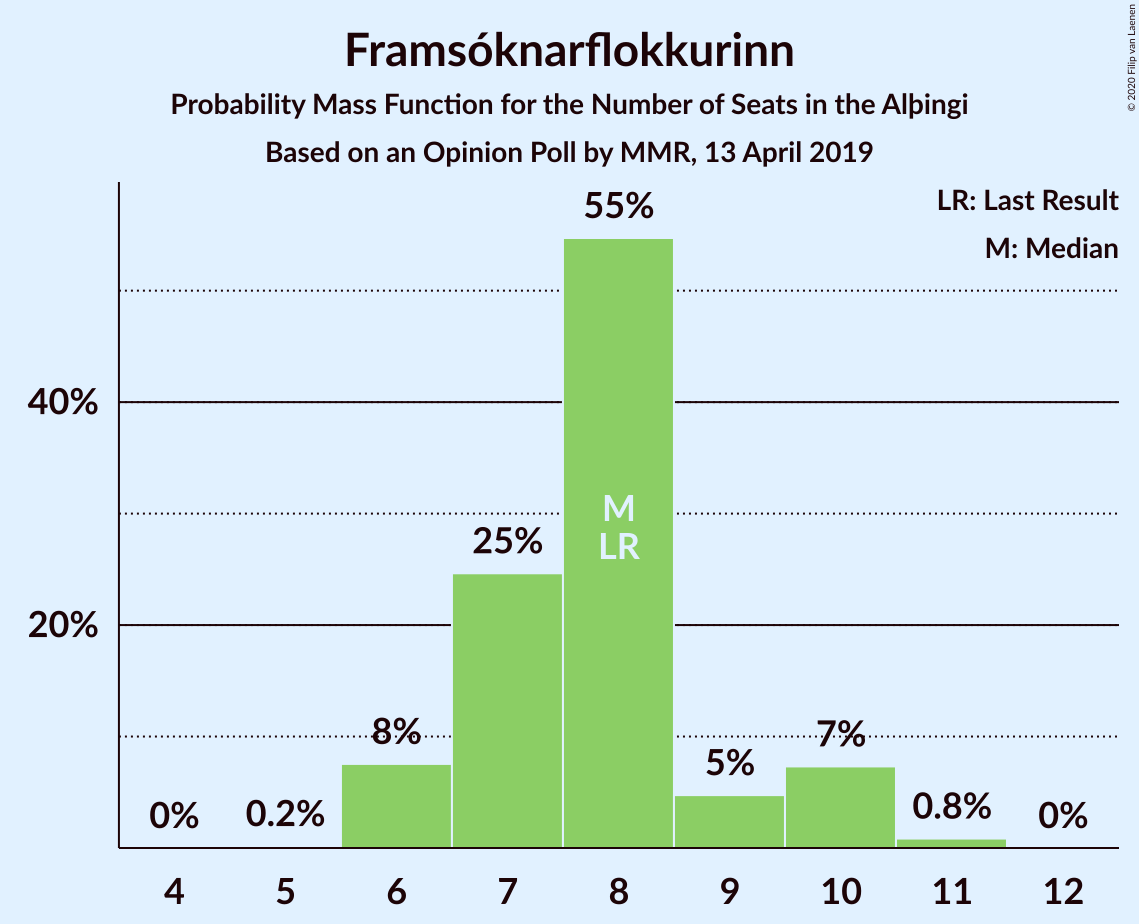 Framsóknarflokkurinn
Probability Mass Function for the Number of Seats in the Alþingi
Based on an Opinion Poll by MMR, 13 April 2019
© 2020 Filip van Laenen
LR: Last Result
M: Median
55%
40%
M
25%
LR
20%
8%
7%
5%
0%
0.2%
0.8%
0%
4 5 6 7 8 9 10 11 12